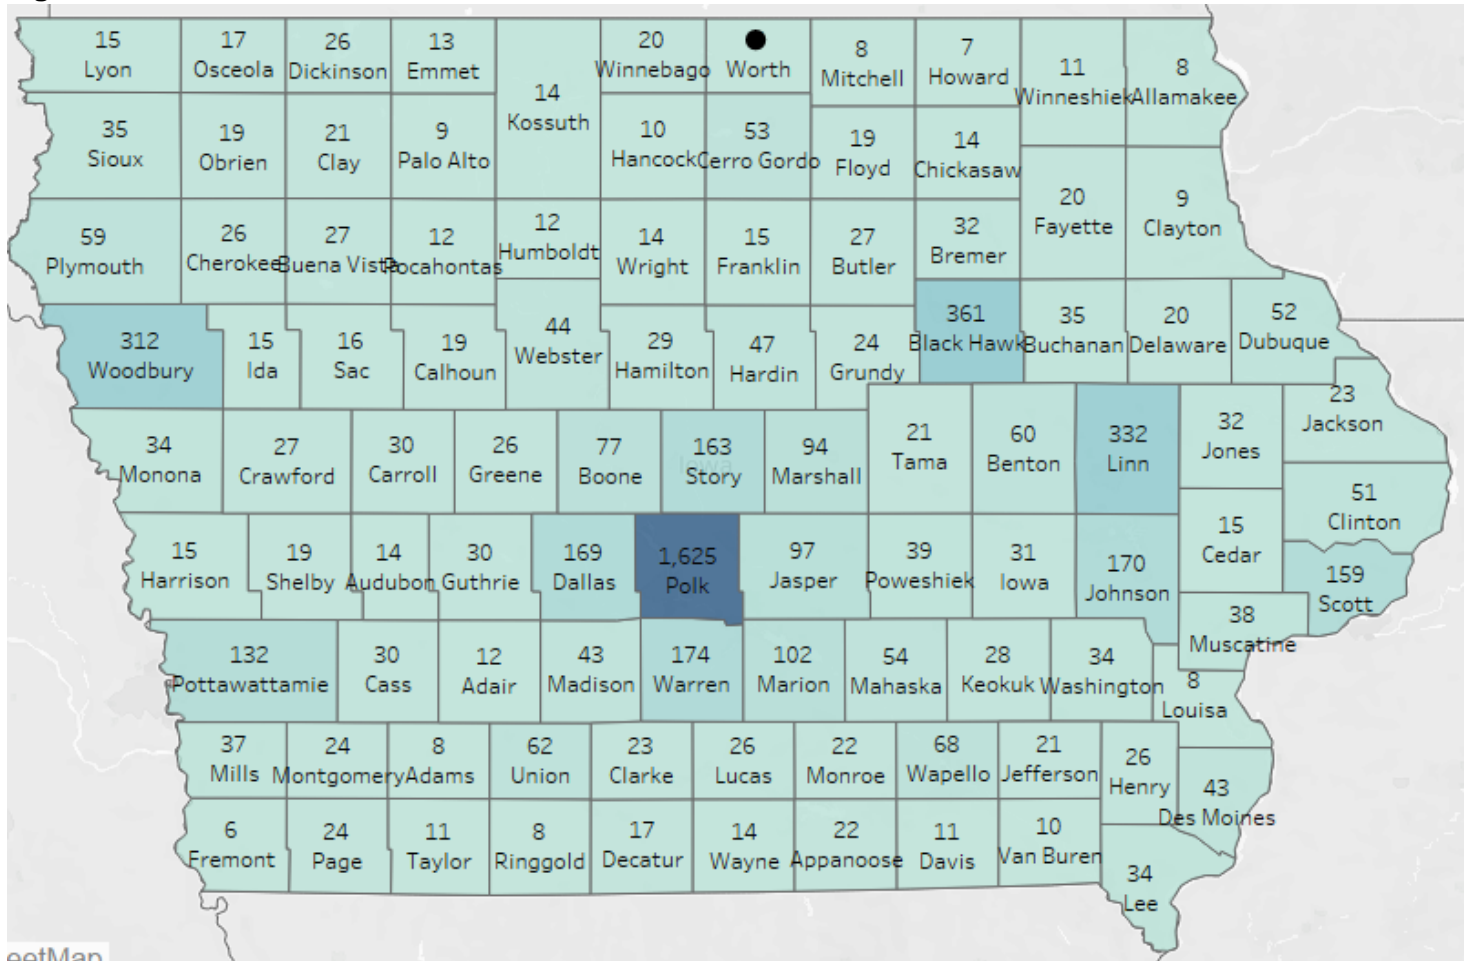 15
Lyon
17
Osceola
26
Dickinson
13
Emmet
14
Kossuth
20
Winnebago
Worth
8
Mitchell
7
Howard
11
Winneshiek
8
Allamakee
35
Sioux
19
Obrien
21
Clay
9
Palo Alto
10
Hancock
53
Cerro Gordo
19
Floyd
14
Chickasaw
20
Fayette
9
Clayton
59
Plymouth
26
Cherokee
27
Buena Vista
12
Pocahontas
12
Humboldt
14
Wright
15
Franklin
27
Butler
32
Bremer
312
Woodbury
15
Ida
16
Sac
19
Calhoun
44
Webster
29
Hamilton
47
Hardin
24
Grundy
361
Black Hawk
35
Buchanan
20
Delaware
52
Dubuque
34
Monona
27
Crawford
30
Carroll
26
Greene
77
Boone
163
Iowa
Story
94
Marshall
21
Tama
60
Benton
332
Linn
32
Jones
23
Jackson
51
Clinton
15
Harrison
19
Shelby
14
Audubon
30
Guthrie
169
Dallas
1,625
Polk
97
Jasper
39
Poweshiek
31
Iowa
170
Johnson
15
Cedar
159
Scott
38
Muscatine
132
Pottawattamie
30
Cass
12
Adair
43
Madison
174
Warren
102
Marion
54
Mahaska
28
Keokuk
34
Washington
8
Louisa
37
Mills
24
Montgomery
8
Adams
62
Union
23
Clarke
26
Lucas
22
Monroe
68
Wapello
21
Jefferson
26
Henry
43
Des Moines
6
Fremont
24
Page
11
Taylor
8
Ringgold
17
Decatur
14
Wayne
22
Appanoose
11
Davis
10
Van Buren
34
Lee
eetMap